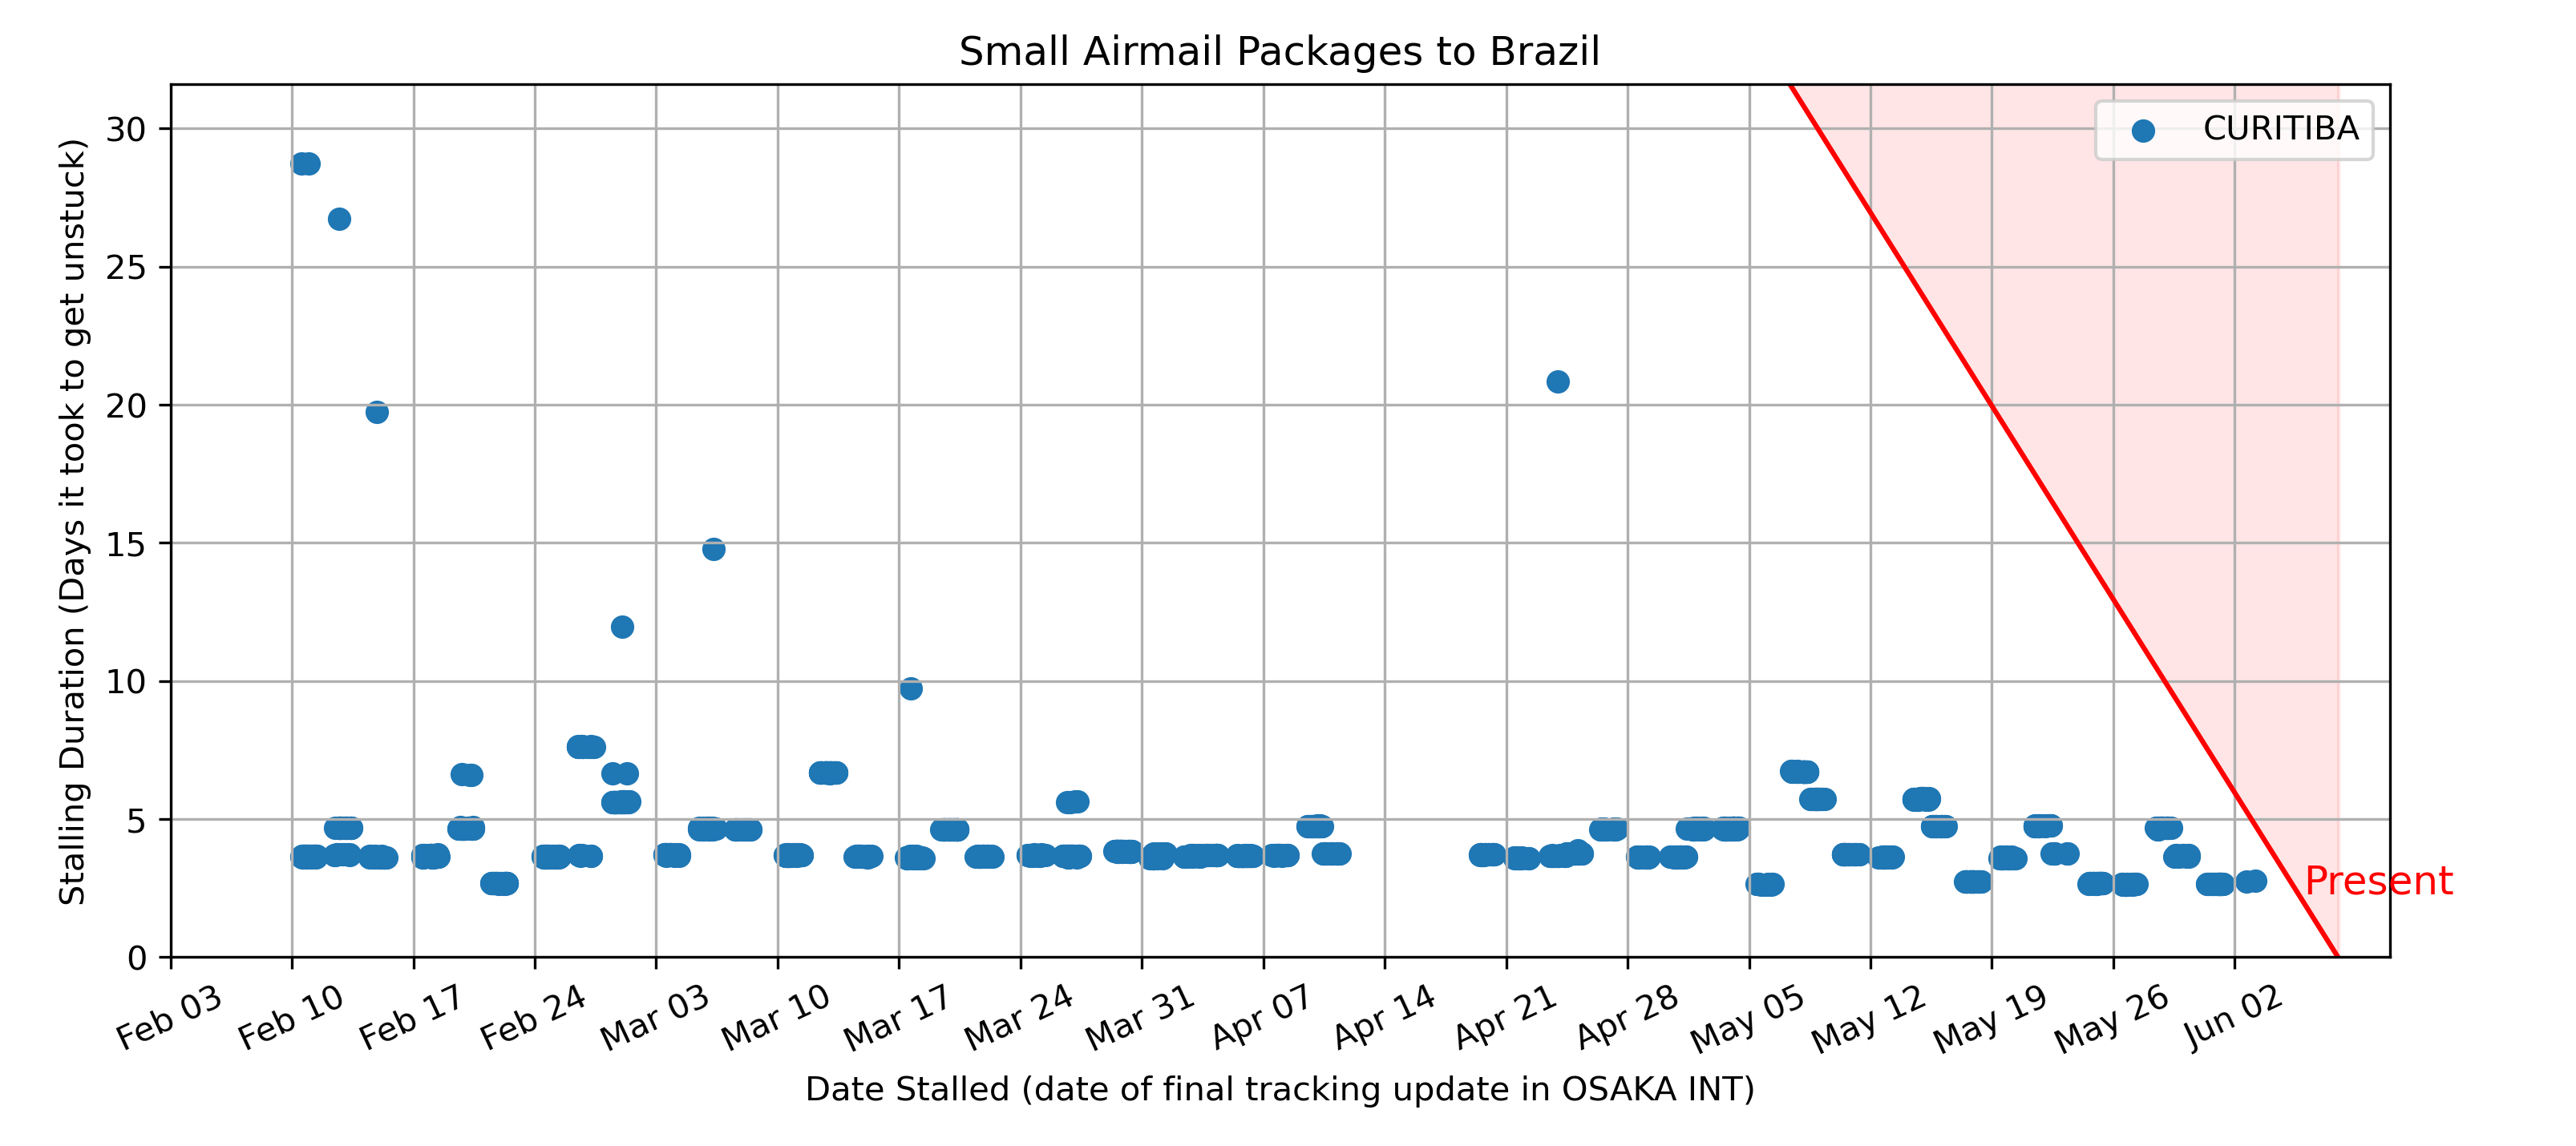 Small Airmail Packages to Brazil
Stalling Duration (Days it took to get unstuck)
30
25
20
15
10
5
0
CURITIBA
Present
Feb 03
Feb 10
Feb 17
Feb 24
Mar 03
Mar 10
Mar 17
Mar 24
Mar 31
Apr 07
Apr 14
Apr 21
Apr 28
May 05
May 12
May 19
May 26
Jun 02
Date Stalled (date of final tracking update in OSAKA INT)